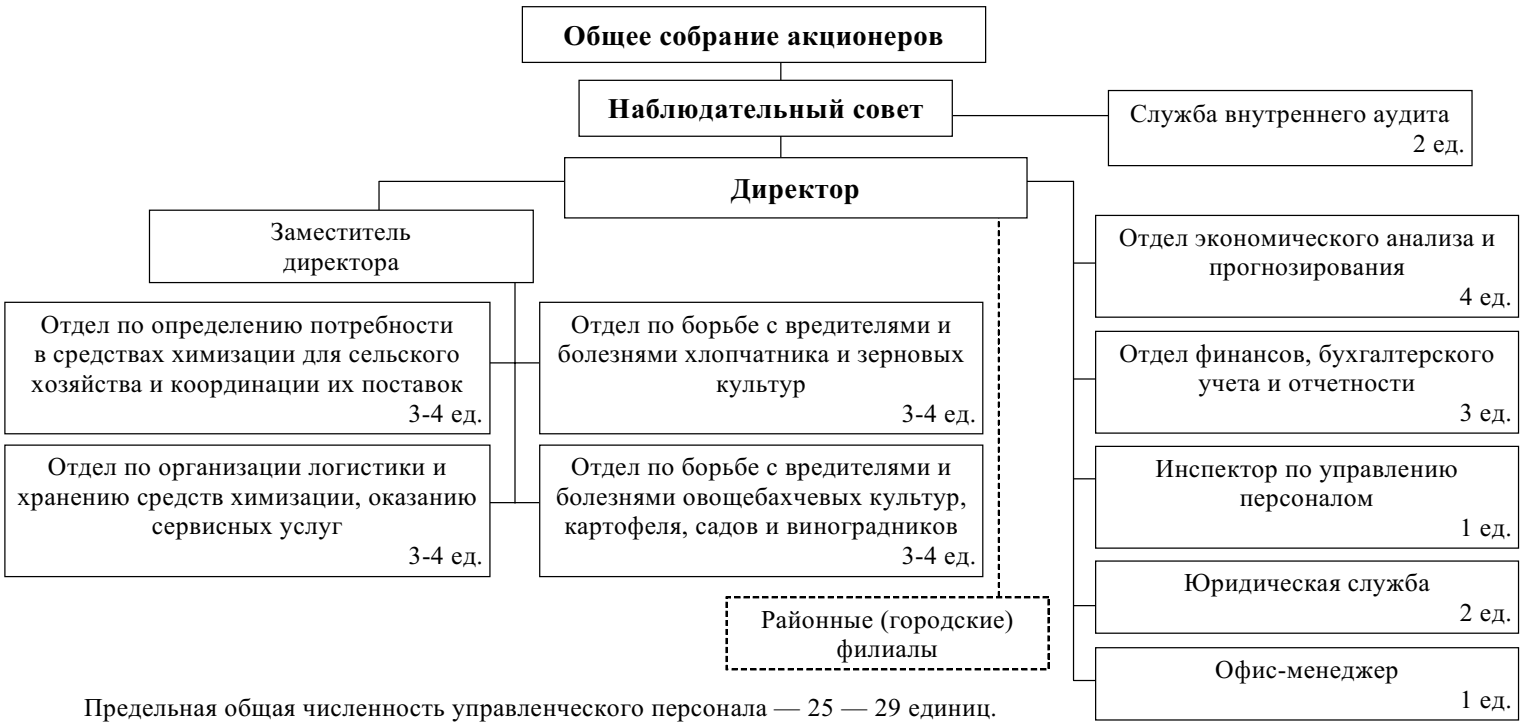 Общее собрание акционеров
Наблюдательный совет
Служба внутреннего аудита
2 ед.
Директор
Заместитель
директора
Отдел по определению потребности
в средствах химизации для сельского
хозяйства и координации их поставок
3-4 ед.
Отдел по борьбе с вредителями и
болезнями хлопчатника и зерновых
культур
3-4 ед.
Отдел по организации логистики и
хранению средств химизации, оказанию
сервисных услуг
3-4 ед.
Отдел по борьбе с вредителями и
болезнями овощебахчевых культур,
картофеля, садов и виноградников
3-4 ед.
Отдел экономического анализа и
прогнозирования
4 ед.
Отдел финансов, бухгалтерского
учета и отчетности
3 ед.
Инспектор по управлению
персоналом
1 ед.
Юридическая служба
2 ед.
Офис-менеджер
1 ед.
Районные (городские)
филиалы
Предельная общая численность управленческого персонала — 25 — 29 единиц.